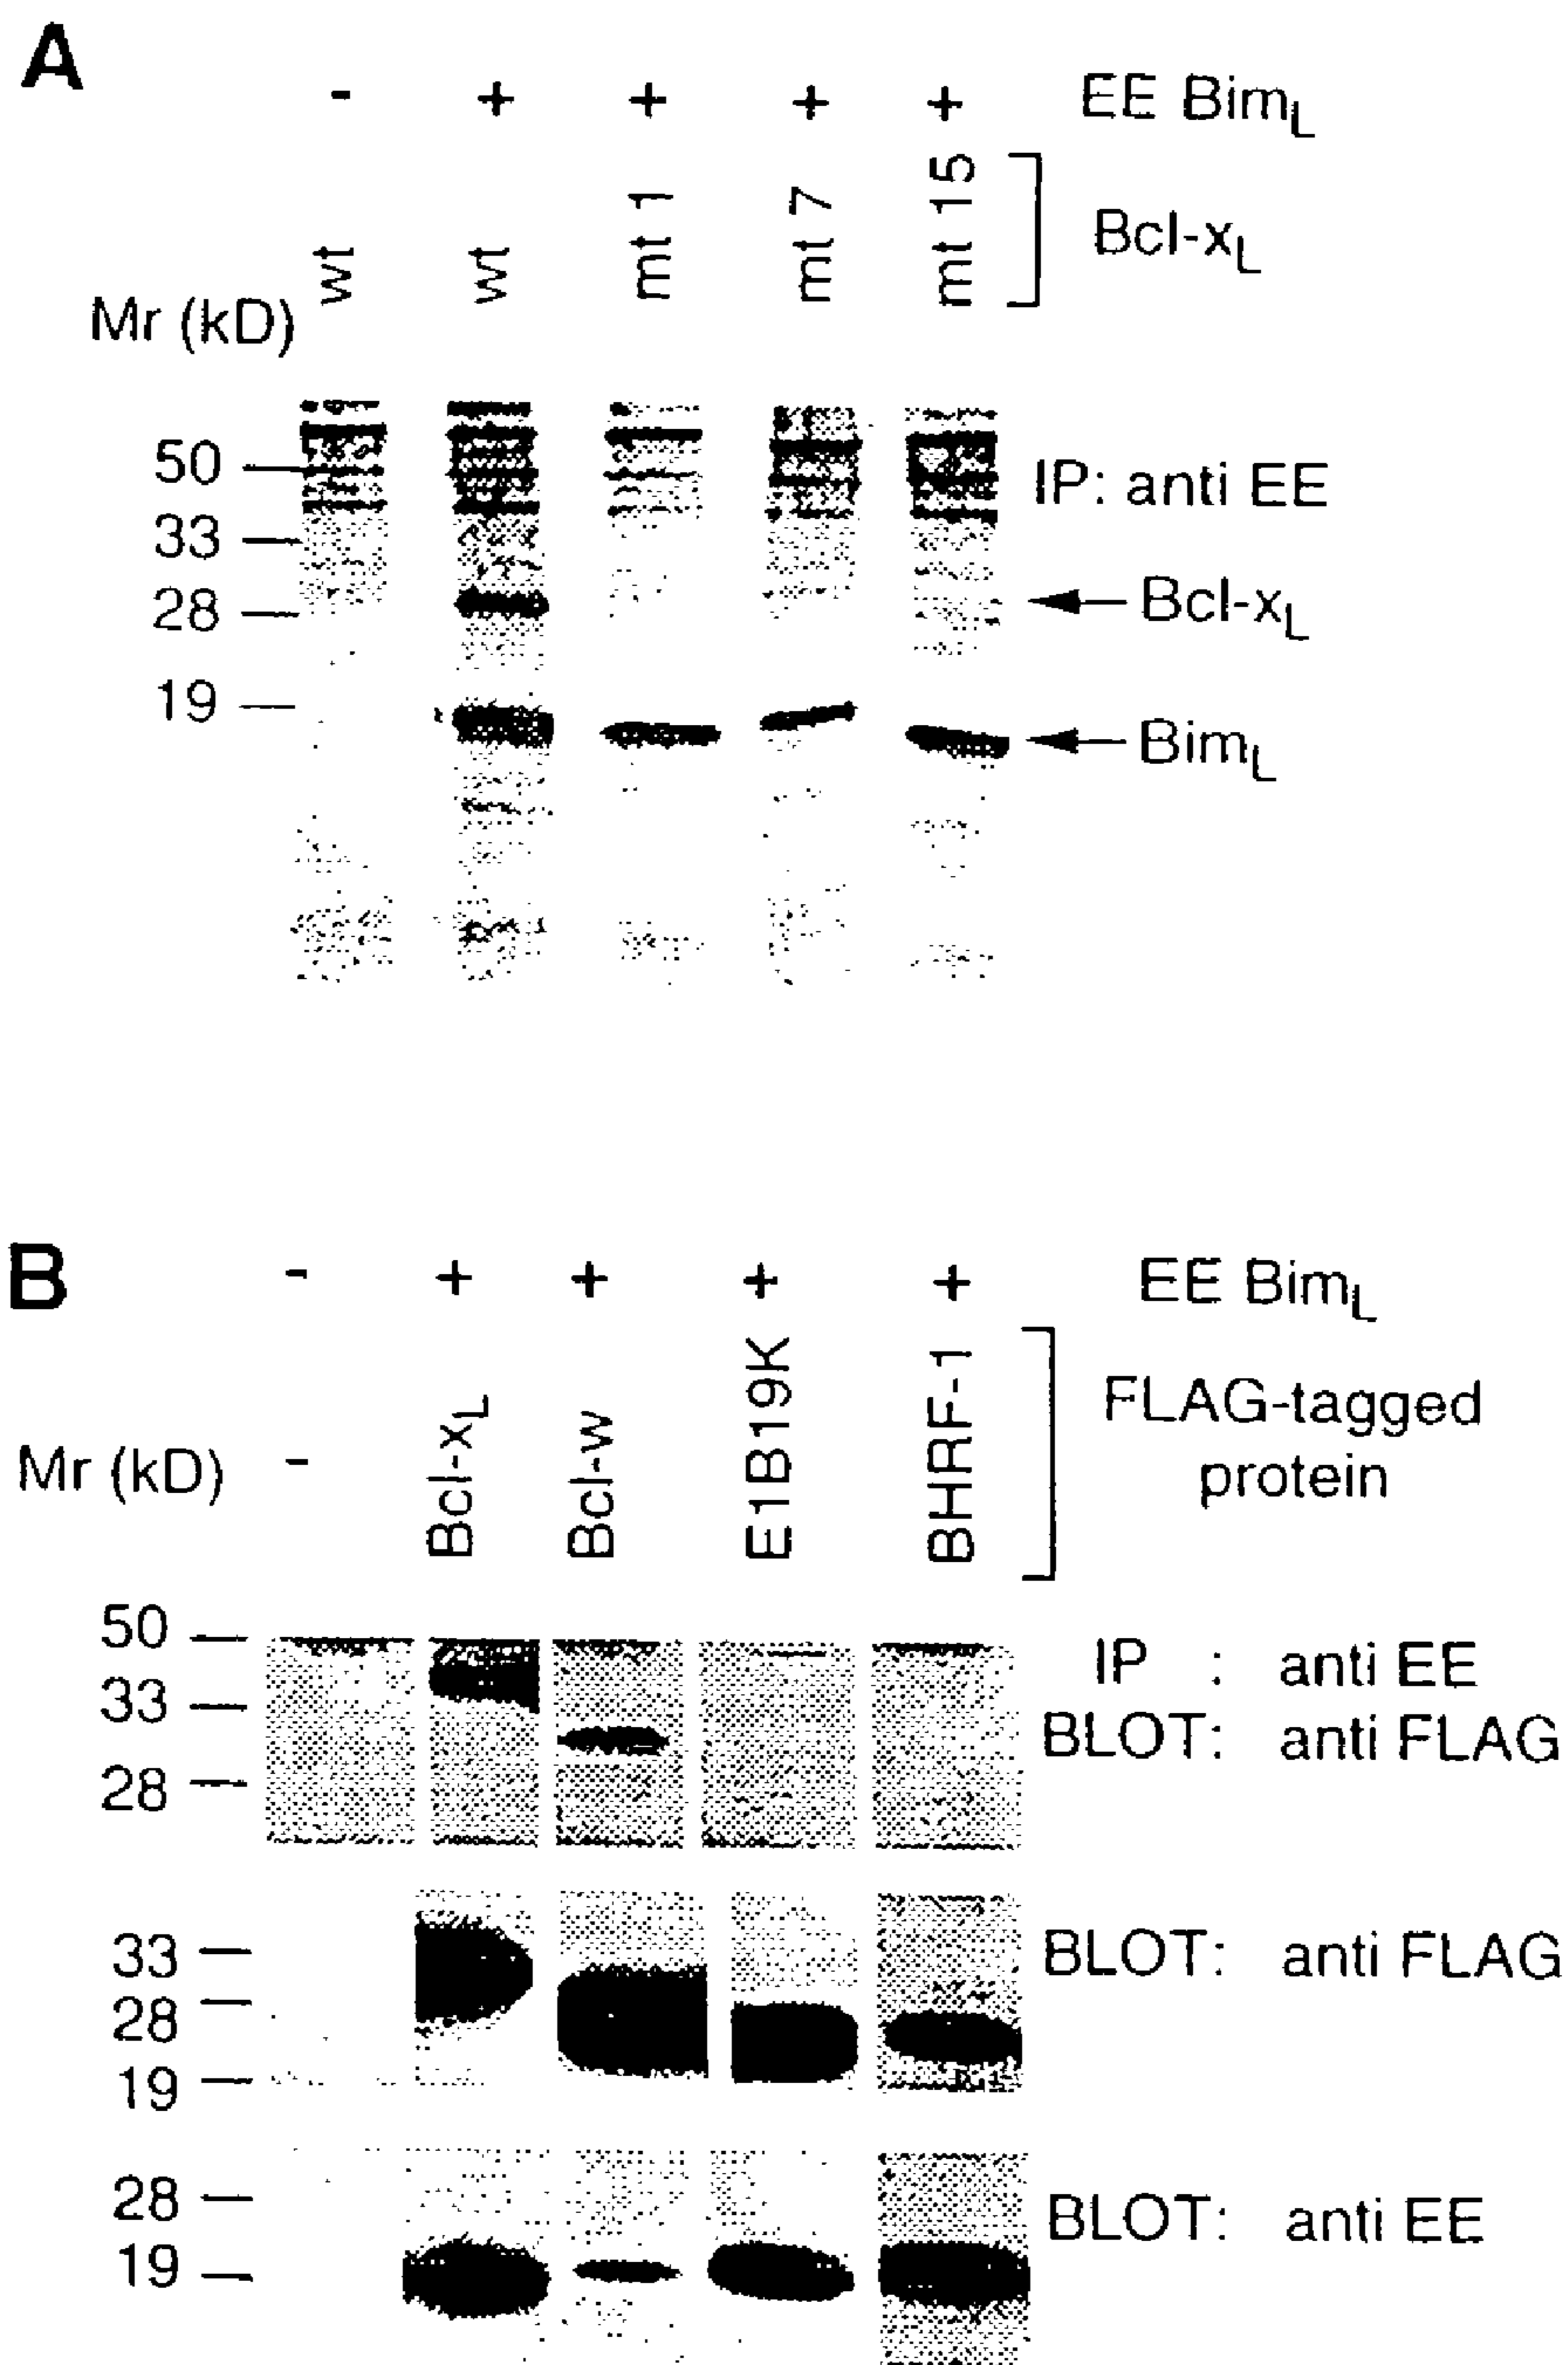 A
- + + + + EE BimL
wt wt mt 1 mt 7 mt 15 Bcl-xL
Mr (kD)
50
IP: anti EE
33
28
Bcl-xL
19
BimL
B
- + + + + EE BimL
- Bcl-xL Bcl-w E1B19K BHRF-1
FLAG-tagged
protein
Mr (kD)
50
33
28
IP : anti EE
BLOT: anti FLAG
33
28
19
BLOT: anti FLAG
28
19
BLOT: anti EE